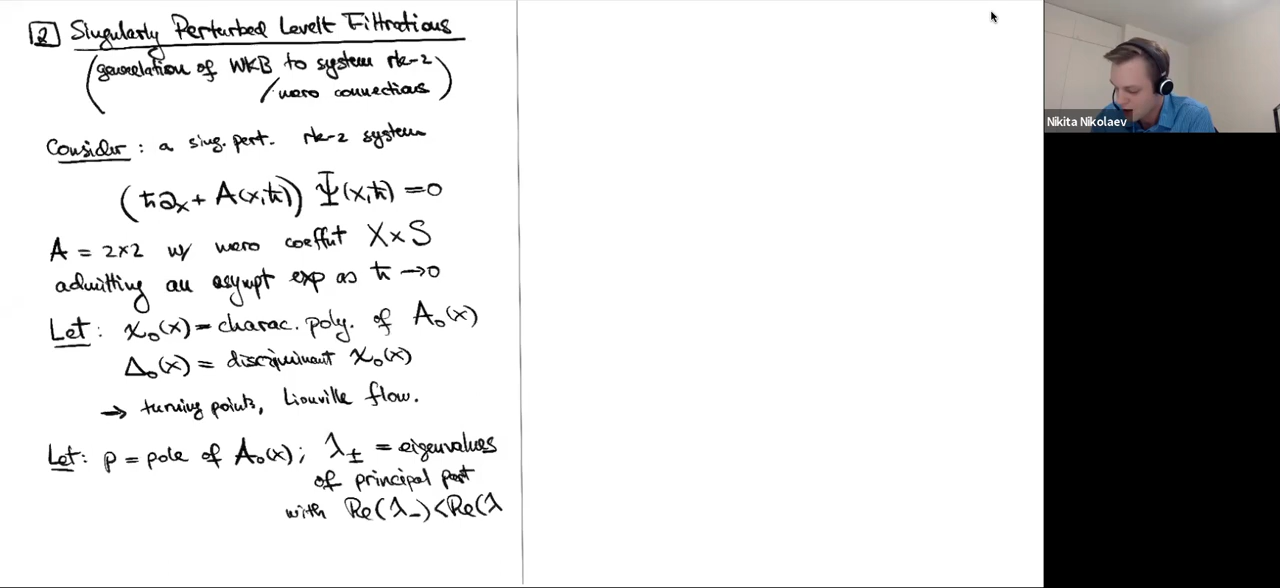 2 Singularly Perturbed Levelt Filtrations
(generelation of WKB to system rk-2
/mero connections)
Consider: a sing. pert. rk-2 system
(ħ∂x + A(x,ħ)) Ψ(x,ħ) = 0
A = 2×2 w/ mero coeffnt X×S
admitting an asympt exp as ħ→0
Let: χ₀(x) = charac. poly. of A₀(x)
Δ₀(x) = discriminant χ₀(x)
→ turning points, Liouville flow.
Let: p = pole of A₀(x); λ± = eigenvalues
of principal part
with Re(λ₋) < Re(λ
Nikita Nikolaev